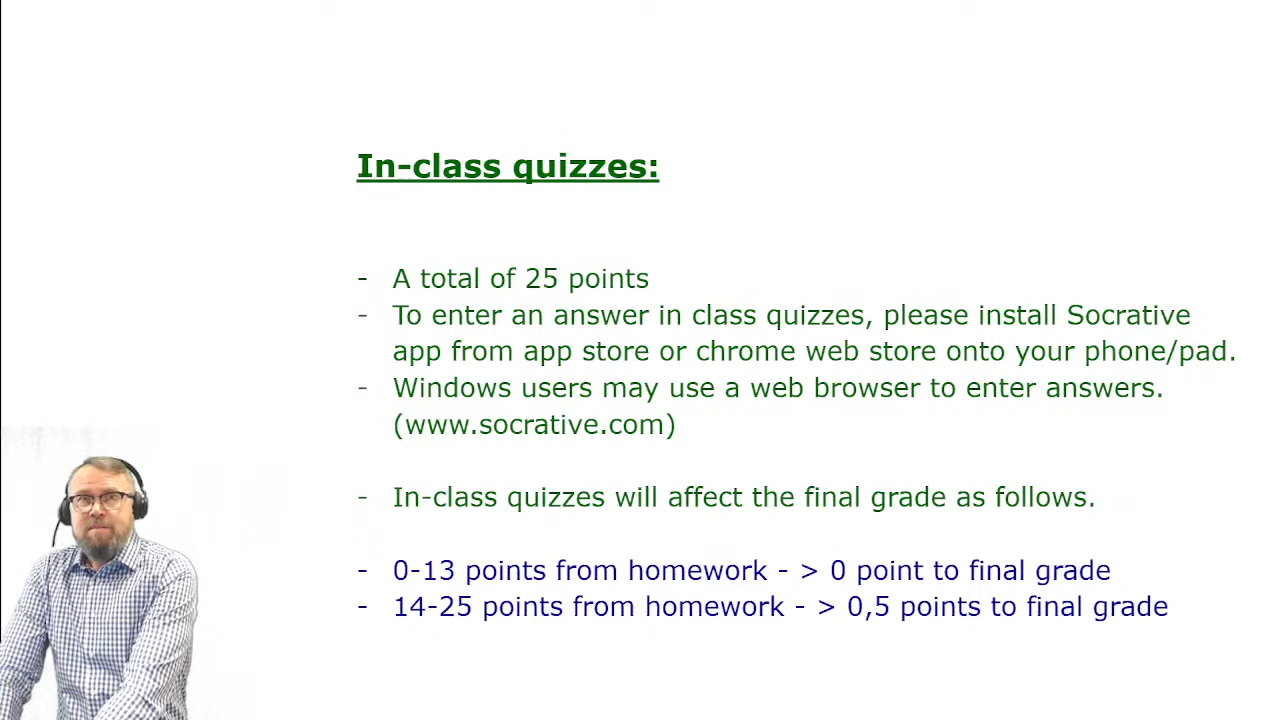 In-class quizzes:
- A total of 25 points
- To enter an answer in class quizzes, please install Socrative
app from app store or chrome web store onto your phone/pad.
- Windows users may use a web browser to enter answers.
(www.socrative.com)
- In-class quizzes will affect the final grade as follows.
- 0-13 points from homework - > 0 point to final grade
- 14-25 points from homework - > 0,5 points to final grade